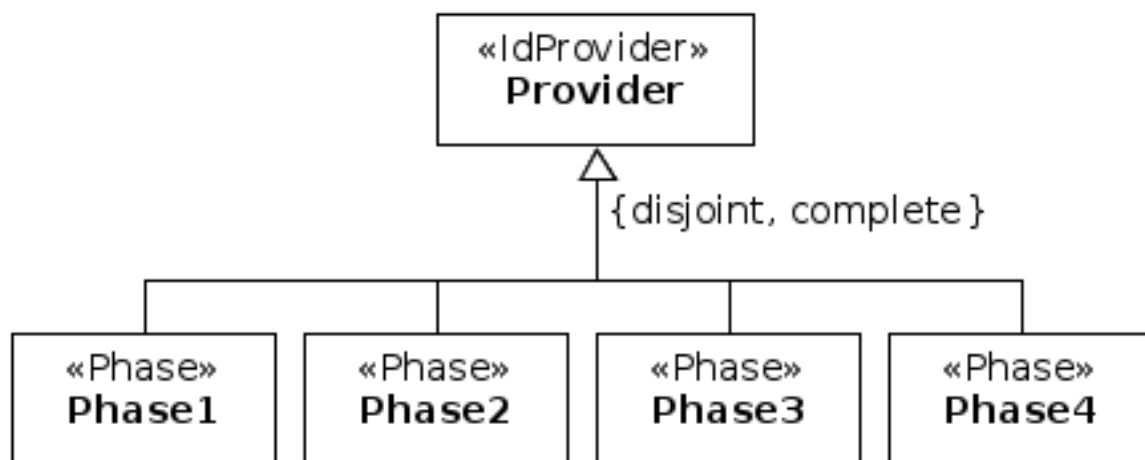 «IdProvider»
Provider
{disjoint, complete}
«Phase»
Phase1
«Phase»
Phase2
«Phase»
Phase3
«Phase»
Phase4